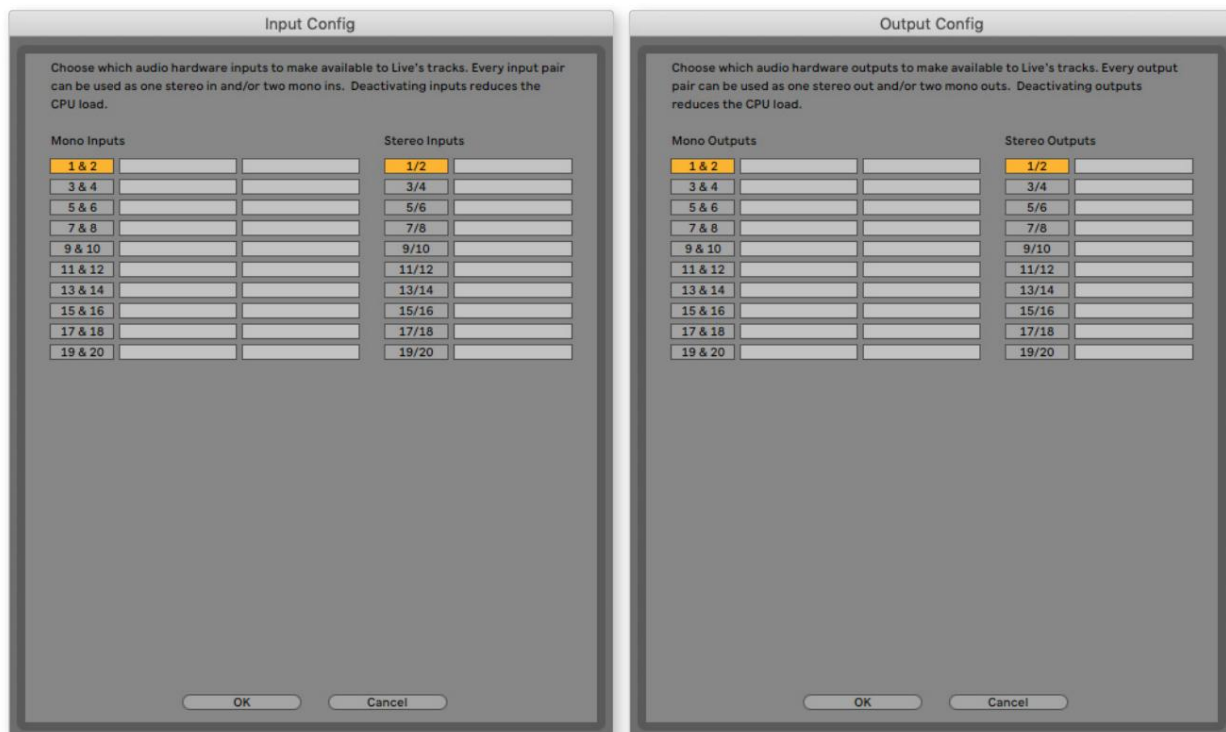 Input Config
Choose which audio hardware inputs to make available to Live's tracks. Every input pair
can be used as one stereo in and/or two mono ins. Deactivating inputs reduces the
CPU load.
Mono Inputs Stereo Inputs
1 & 2 1/2
3 & 4 3/4
5 & 6 5/6
7 & 8 7/8
9 & 10 9/10
11 & 12 11/12
13 & 14 13/14
15 & 16 15/16
17 & 18 17/18
19 & 20 19/20
OK Cancel
Output Config
Choose which audio hardware outputs to make available to Live's tracks. Every output
pair can be used as one stereo out and/or two mono outs. Deactivating outputs
reduces the CPU load.
Mono Outputs Stereo Outputs
1 & 2 1/2
3 & 4 3/4
5 & 6 5/6
7 & 8 7/8
9 & 10 9/10
11 & 12 11/12
13 & 14 13/14
15 & 16 15/16
17 & 18 17/18
19 & 20 19/20
OK Cancel